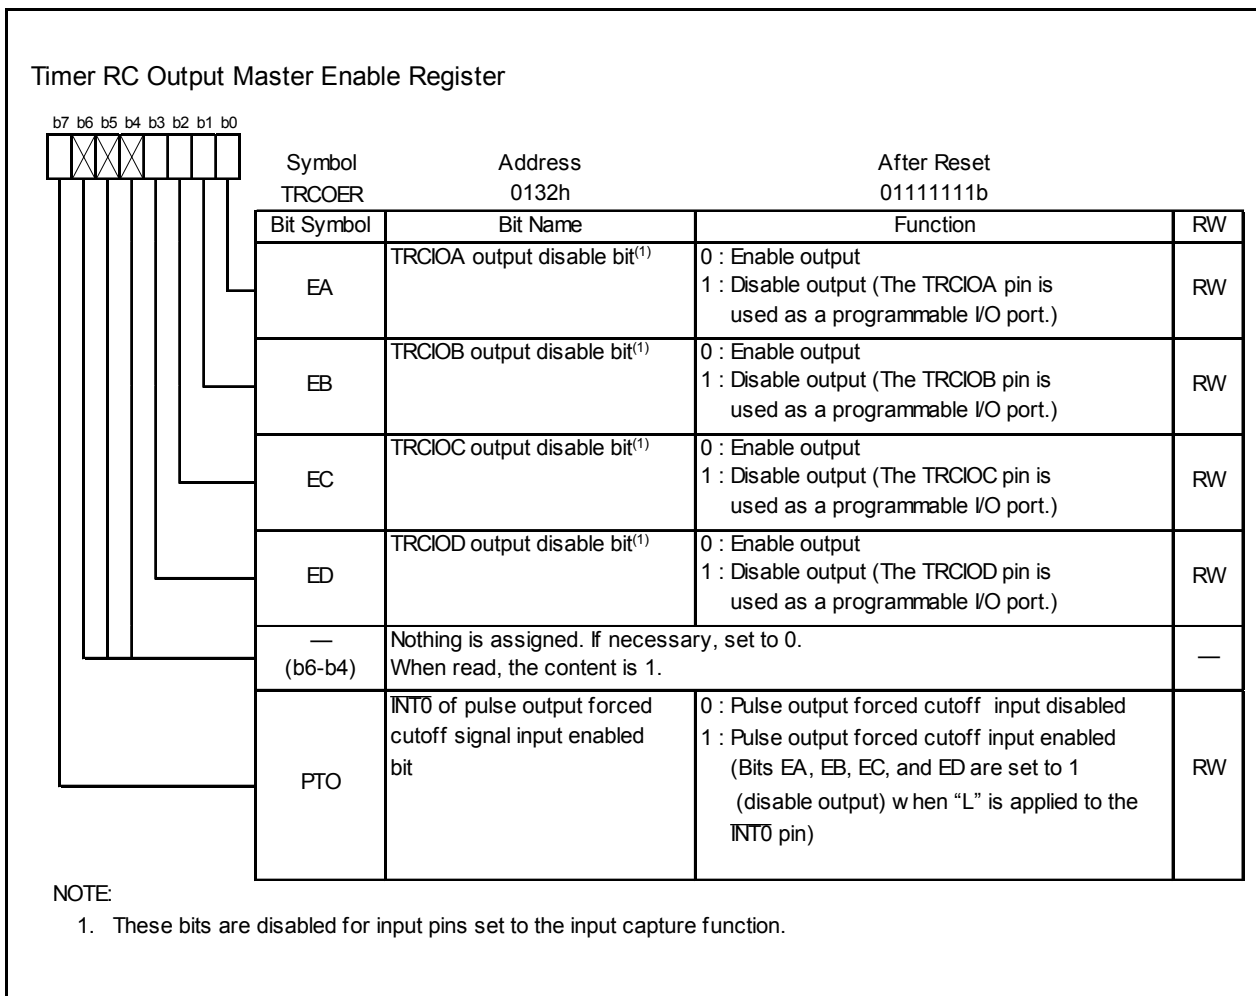 Timer RC Output Master Enable Register
b7 b6 b5 b4 b3 b2 b1 b0
Symbol Address After Reset
TRCOER 0132h 01111111b
Bit Symbol Bit Name Function RW
EA
TRCIOA output disable bit(1)
0 : Enable output
1 : Disable output (The TRCIOA pin is
used as a programmable I/O port.)
RW
EB
TRCIOB output disable bit(1)
0 : Enable output
1 : Disable output (The TRCIOB pin is
used as a programmable I/O port.)
RW
EC
TRCIOC output disable bit(1)
0 : Enable output
1 : Disable output (The TRCIOC pin is
used as a programmable I/O port.)
RW
ED
TRCIOD output disable bit(1)
0 : Enable output
1 : Disable output (The TRCIOD pin is
used as a programmable I/O port.)
RW
—
(b6-b4)
Nothing is assigned. If necessary, set to 0.
When read, the content is 1.
—
PTO
INT0 of pulse output forced
cutoff signal input enabled
bit
0 : Pulse output forced cutoff input disabled
1 : Pulse output forced cutoff input enabled
(Bits EA, EB, EC, and ED are set to 1
(disable output) when “L” is applied to the
INT0 pin)
RW
NOTE:
1. These bits are disabled for input pins set to the input capture function.